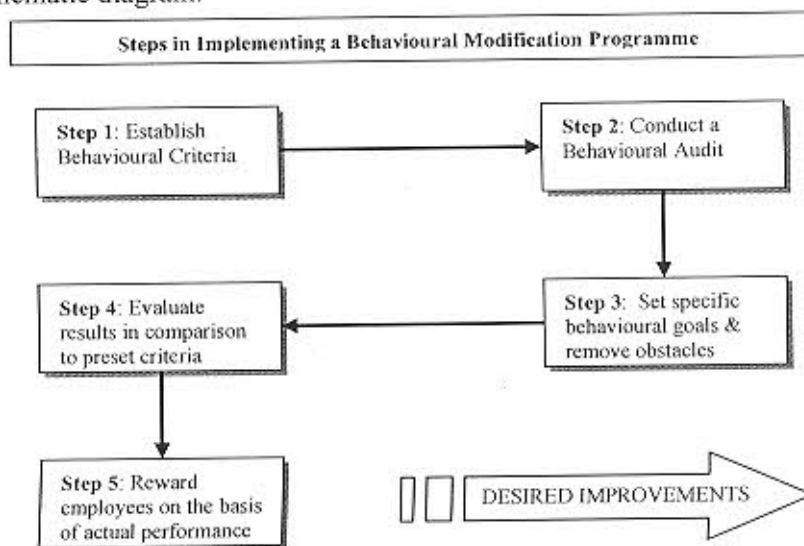 Steps in Implementing a Behavioural Modification Programme
Step 1: Establish
Behavioural Criteria
Step 2: Conduct a
Behavioural Audit
Step 3: Set specific
behavioural goals &
remove obstacles
Step 4: Evaluate
results in comparison
to preset criteria
Step 5: Reward
employees on the basis
of actual performance
DESIRED IMPROVEMENTS